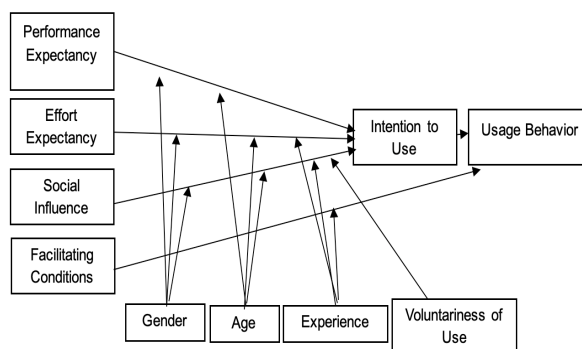 Performance
Expectancy
Effort
Expectancy
Intention to
Use
Usage Behavior
Social
Influence
Facilitating
Conditions
Gender
Age
Experience
Voluntariness of
Use